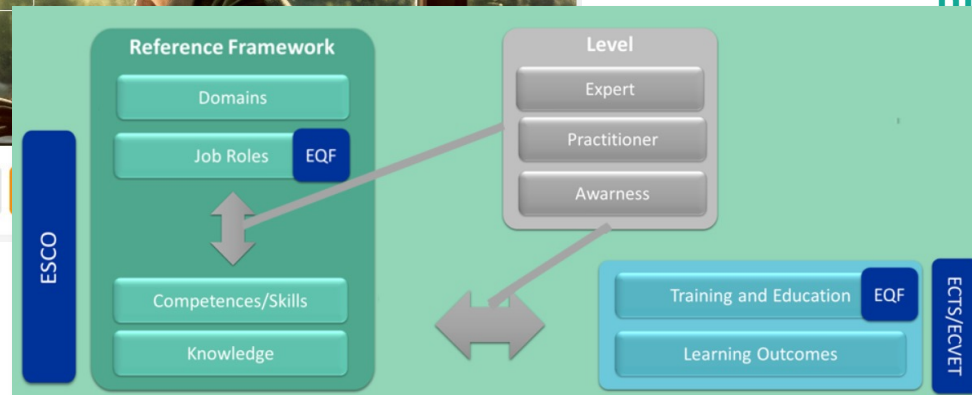 Reference Framework
Domains
Job Roles
EQF
Competences/Skills
Knowledge
ESCO
Level
Expert
Practitioner
Awarness
Training and Education
EQF
Learning Outcomes
ECTS/ECVET